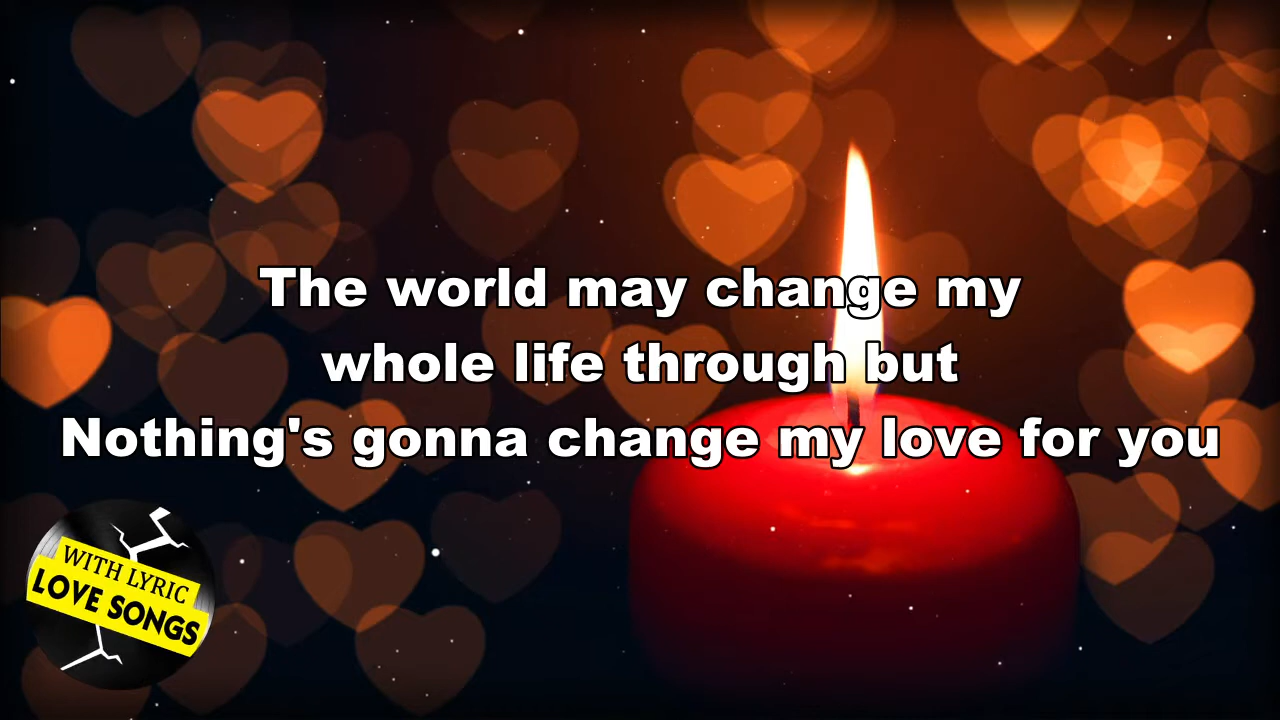 The world may change my
whole life through but
Nothing's gonna change my love for you
WITH LYRIC
LOVE SONGS